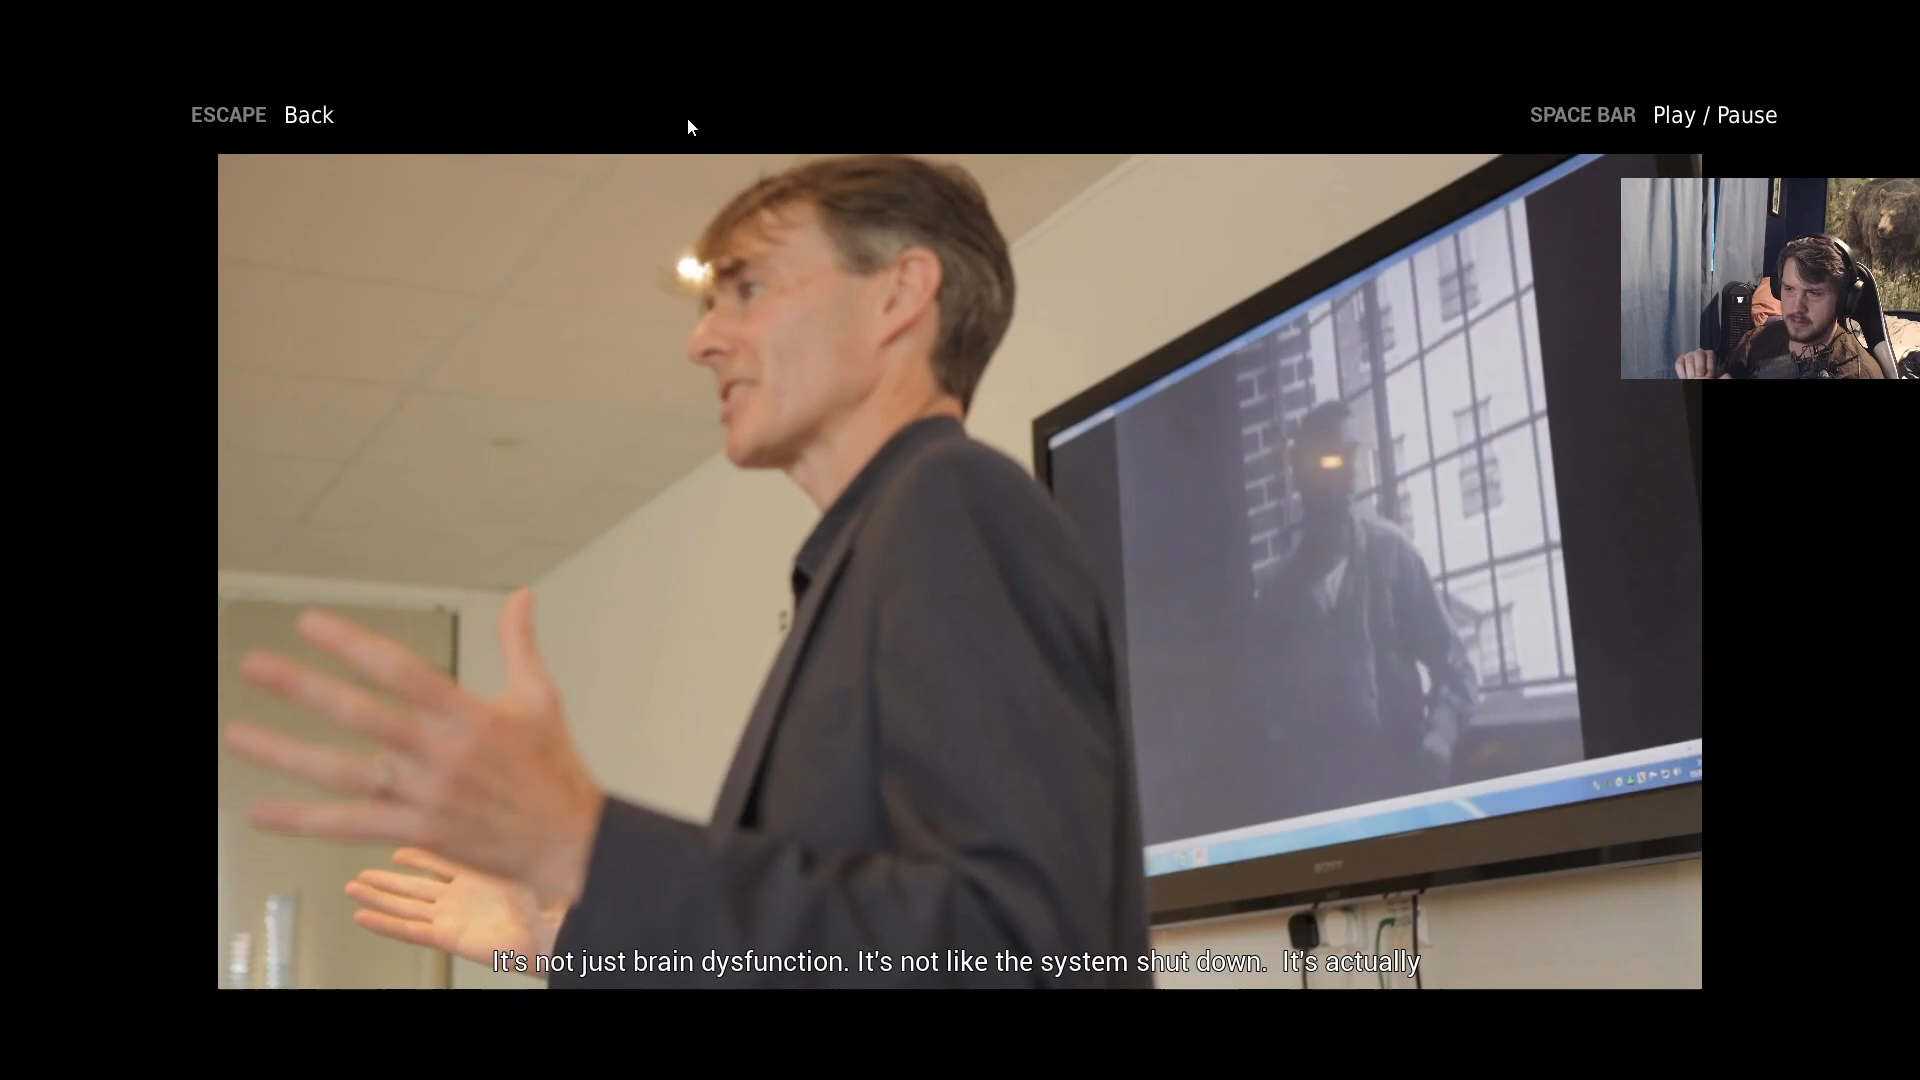 ESCAPE Back
SPACE BAR Play / Pause
SONY
It's not just brain dysfunction. It's not like the system shut down. It's actually